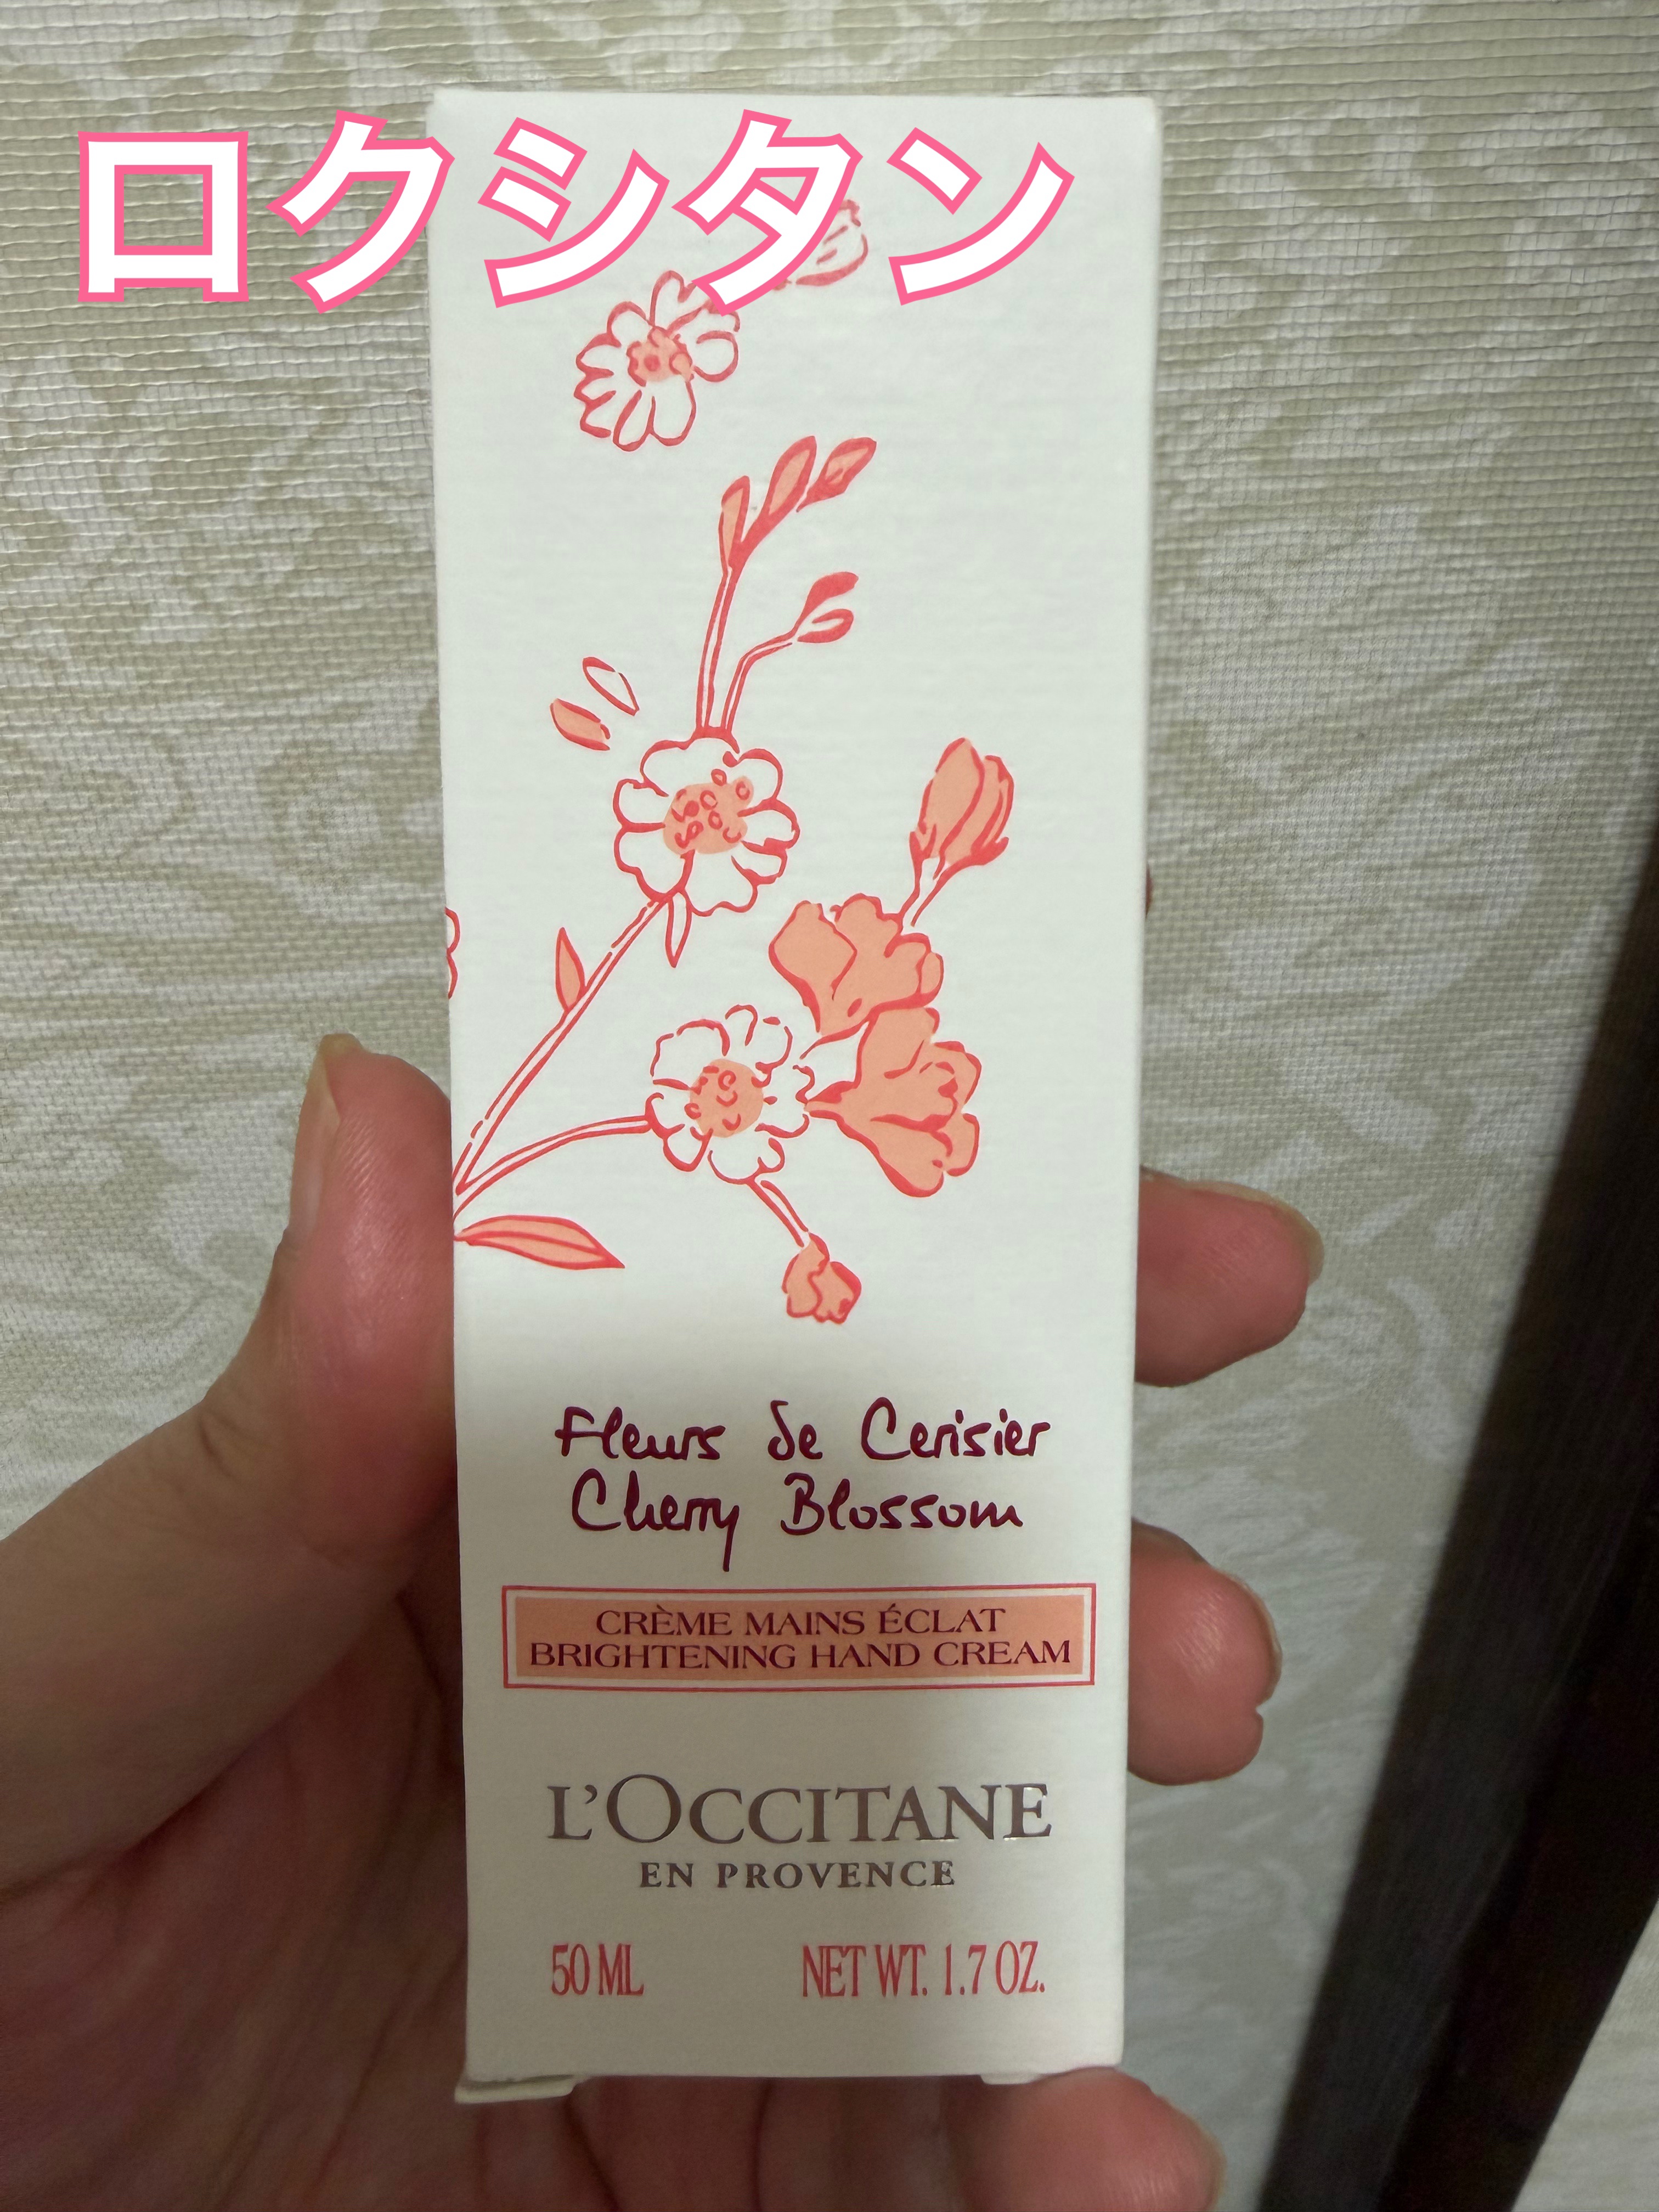 ロクシタン
Fleurs de Cerisier
Cherry Blossom
CRÈME MAINS ÉCLAT
BRIGHTENING HAND CREAM
L'OCCITANE
EN PROVENCE
50 ML NET WT. 1.7 OZ.